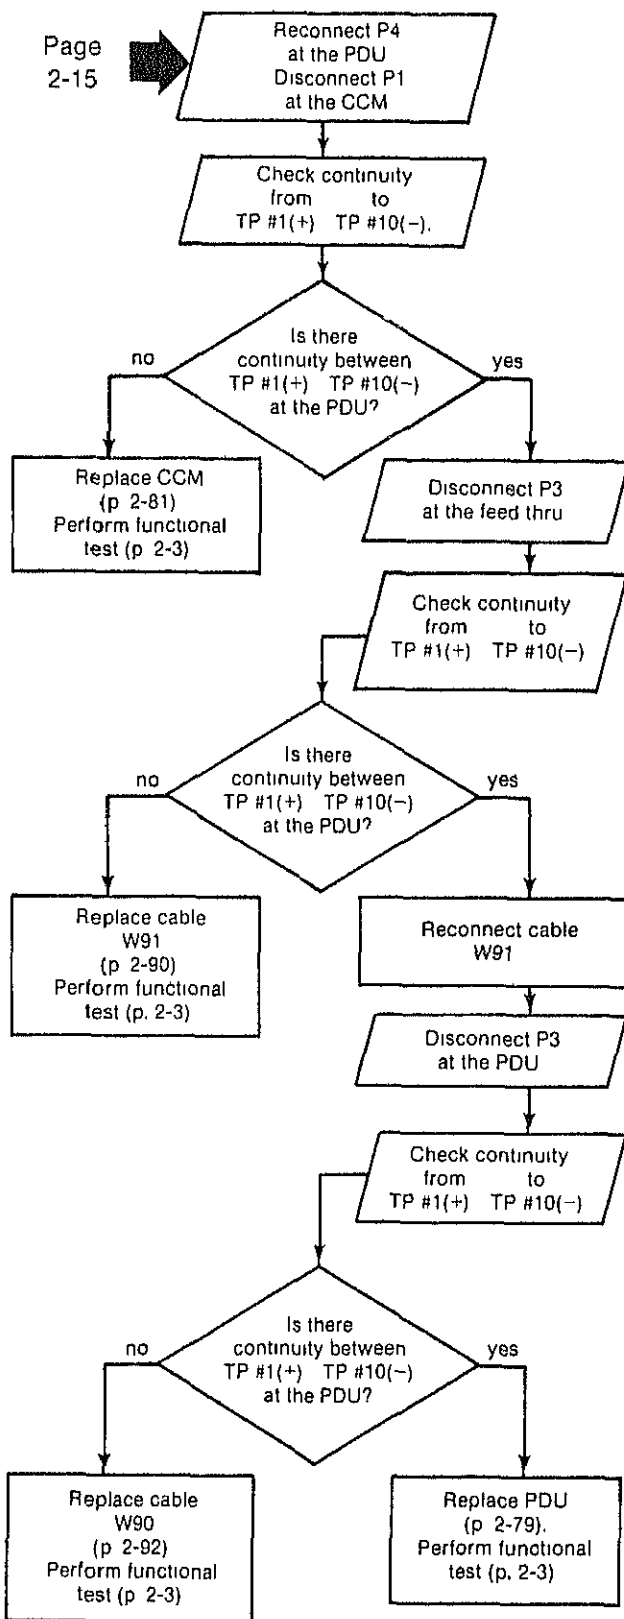 Page
2-15
Reconnect P4
at the PDU
Disconnect P1
at the CCM
Check continuity
from to
TP #1(+) TP #10(−).
Is there
continuity between
TP #1(+) TP #10(−)
at the PDU?
no
yes
Replace CCM
(p 2-81)
Perform functional
test (p 2-3)
Disconnect P3
at the feed thru
Check continuity
from to
TP #1(+) TP #10(−)
Is there
continuity between
TP #1(+) TP #10(−)
at the PDU?
no
yes
Replace cable
W91
(p 2-90)
Perform functional
test (p. 2-3)
Reconnect cable
W91
Disconnect P3
at the PDU
Check continuity
from to
TP #1(+) TP #10(−)
Is there
continuity between
TP #1(+) TP #10(−)
at the PDU?
no
yes
Replace cable
W90
(p 2-92)
Perform functional
test (p 2-3)
Replace PDU
(p 2-79).
Perform functional
test (p. 2-3)